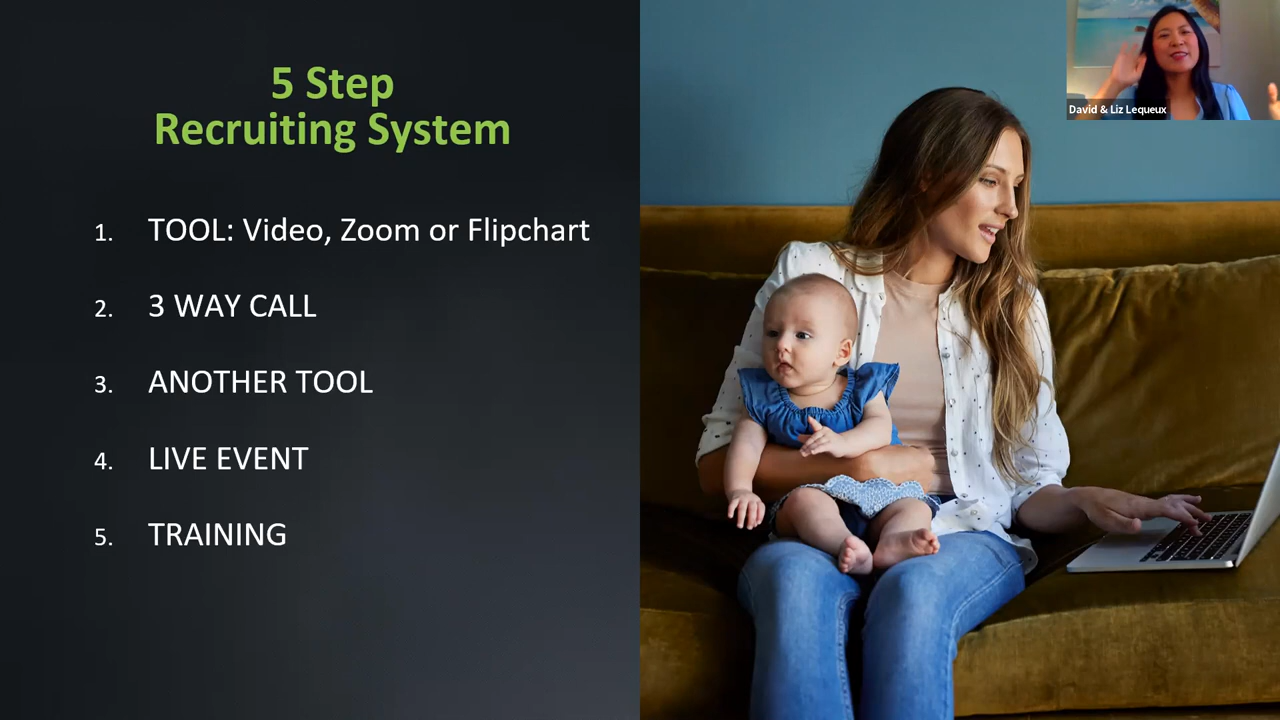 5 Step
Recruiting System
1. TOOL: Video, Zoom or Flipchart
2. 3 WAY CALL
3. ANOTHER TOOL
4. LIVE EVENT
5. TRAINING
David & Liz Lequeux